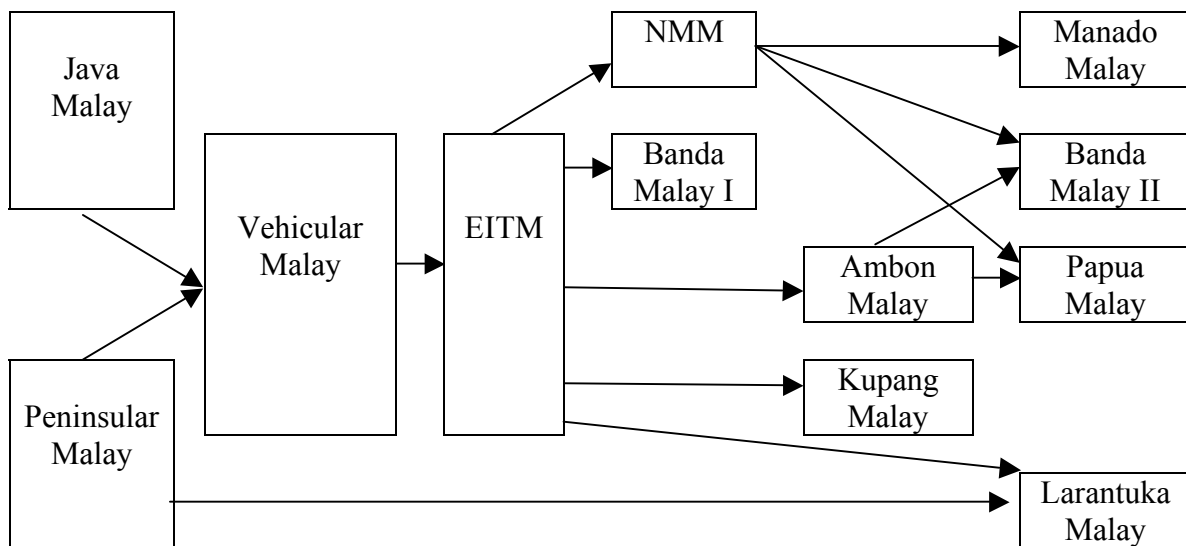 Java
Malay
Peninsular
Malay
Vehicular
Malay
EITM
NMM
Banda
Malay I
Ambon
Malay
Kupang
Malay
Manado
Malay
Banda
Malay II
Papua
Malay
Larantuka
Malay